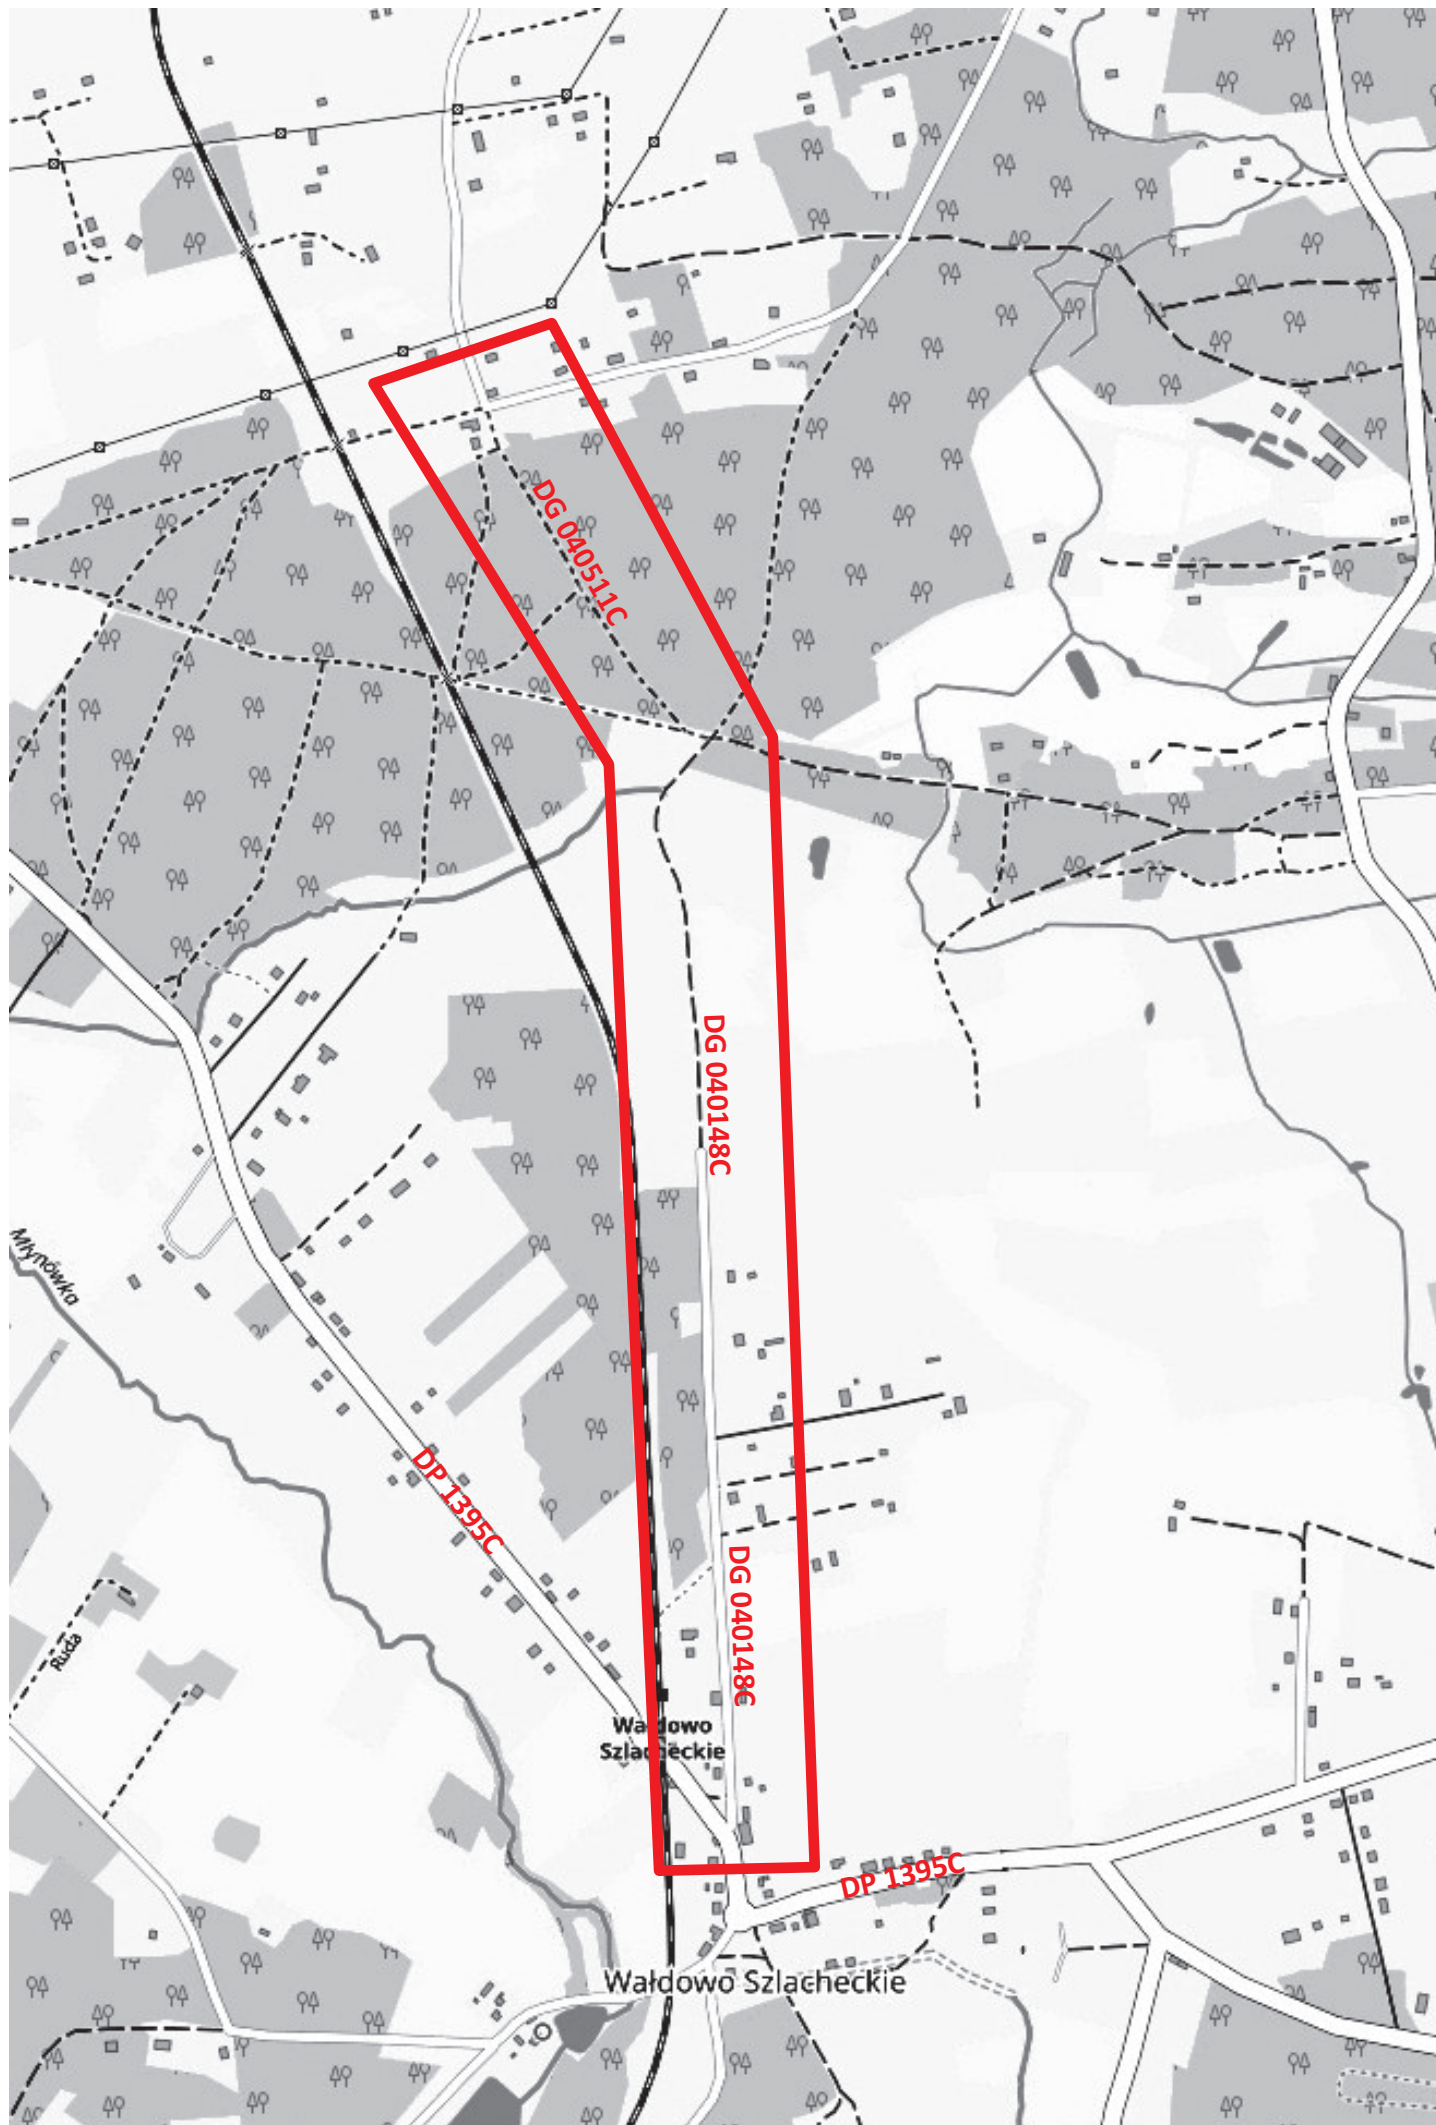 DG 040511C
DG 040148C
Młynówka
DP 1395C
DG 040148C
Ruda
Wałdowo
Szlacheckie
DP 1395C
Wałdowo Szlacheckie